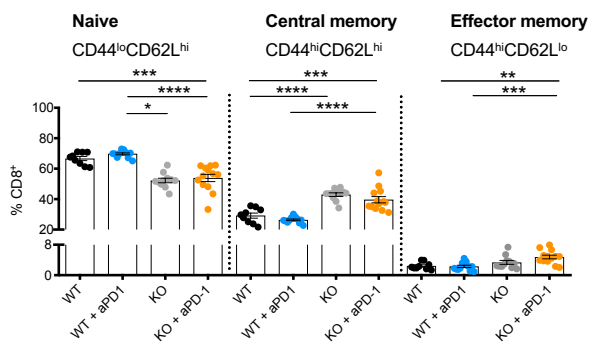 Naive Central memory Effector memory
CD44loCD62Lhi CD44hiCD62Lhi CD44hiCD62Llo
*** *** **
**** **** ***
* ****
% CD8+
100
80
60
40
20
8
0
WT WT + aPD1 KO KO + aPD-1 WT WT + aPD1 KO KO + aPD-1 WT WT + aPD1 KO KO + aPD-1